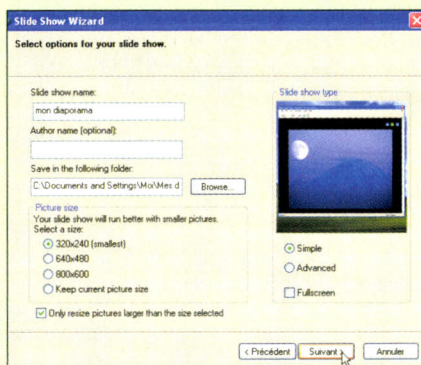 Slide Show Wizard
Select options for your slide show.
Slide show name:
mon diaporama
Author name (optional):
Save in the following folder:
C:\Documents and Settings\Moi\Mes d
Browse...
Picture size
Your slide show will run better with smaller pictures.
Select a size:
320x240 (smallest)
640x480
800x600
Keep current picture size
Only resize pictures larger than the size selected
Slide show type
Simple
Advanced
Fullscreen
< Précédent
Suivant >
Annuler